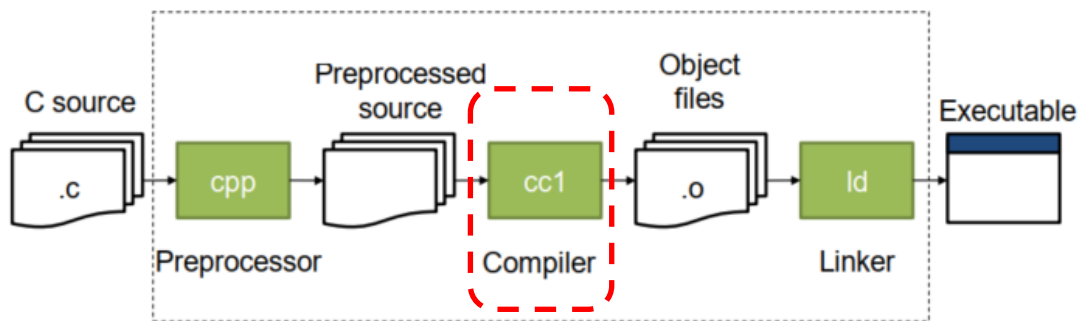 C source
.c
cpp
Preprocessor
Preprocessed
source
cc1
Compiler
Object
files
.o
ld
Linker
Executable